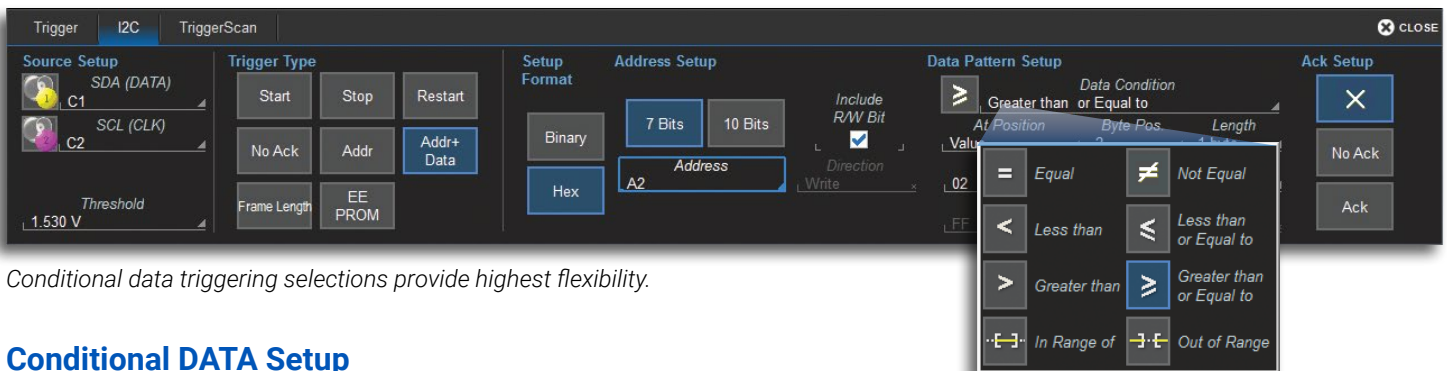 Trigger I2C TriggerScan CLOSE
Source Setup
SDA (DATA)
C1
SCL (CLK)
C2
Threshold
1.530 V
Trigger Type
Start Stop Restart
No Ack Addr Addr+
Data
Frame Length EE
PROM
Setup
Format
Binary
Hex
Address Setup
7 Bits 10 Bits
Include
R/W Bit
Address
A2
Direction
Write
Data Pattern Setup
Data Condition
Greater than or Equal to
At Position Byte Pos. Length
02
FF
= Equal ≠ Not Equal
< Less than ≤ Less than
or Equal to
> Greater than ≥ Greater than
or Equal to
In Range of Out of Range
Ack Setup
X
No Ack
Ack
Conditional data triggering selections provide highest flexibility.
Conditional DATA Setup